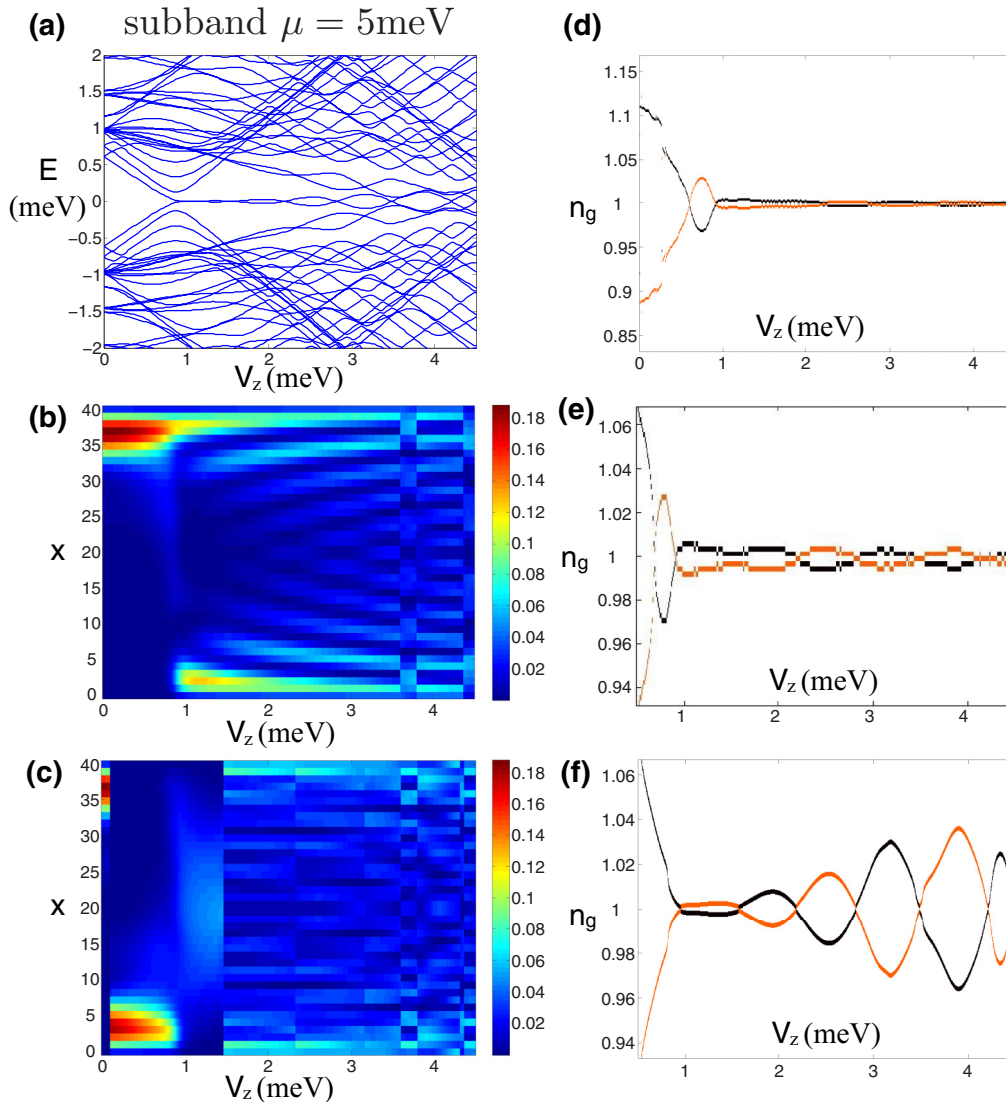 (a) subband μ = 5meV
2
1.5
1
0.5
0
−0.5
−1
−1.5
−2
E
(meV)
0 1 2 3 4
Vz (meV)
(b)
40
35
30
25
20
15
10
5
0
x
0 1 2 3 4
Vz (meV)
0.18
0.16
0.14
0.12
0.10
0.08
0.06
0.04
0.02
(c)
40
35
30
25
20
15
10
5
0
x
0 1 2 3 4
Vz (meV)
0.18
0.16
0.14
0.12
0.10
0.08
0.06
0.04
0.02
(d)
1.15
1.1
1.05
1
0.95
0.9
0.85
ng
Vz (meV)
0 1 2 3 4
(e)
1.06
1.04
1.02
1
0.98
0.96
0.94
ng
Vz (meV)
1 2 3 4
(f)
1.06
1.04
1.02
1
0.98
0.96
0.94
ng
Vz (meV)
1 2 3 4